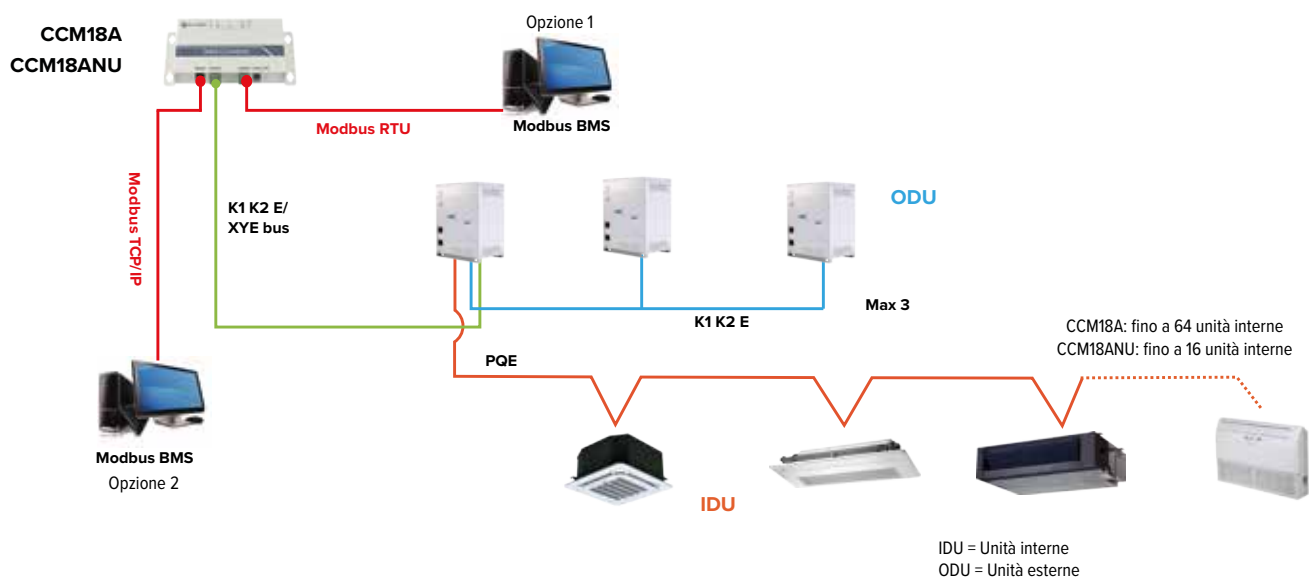 CCM18A
CCM18ANU
Opzione 1
Modbus BMS
Modbus RTU
Modbus TCP/IP
K1 K2 E/
XYE bus
ODU
K1 K2 E
Max 3
CCM18A: fino a 64 unità interne
CCM18ANU: fino a 16 unità interne
PQE
Modbus BMS
Opzione 2
IDU
IDU = Unità interne
ODU = Unità esterne